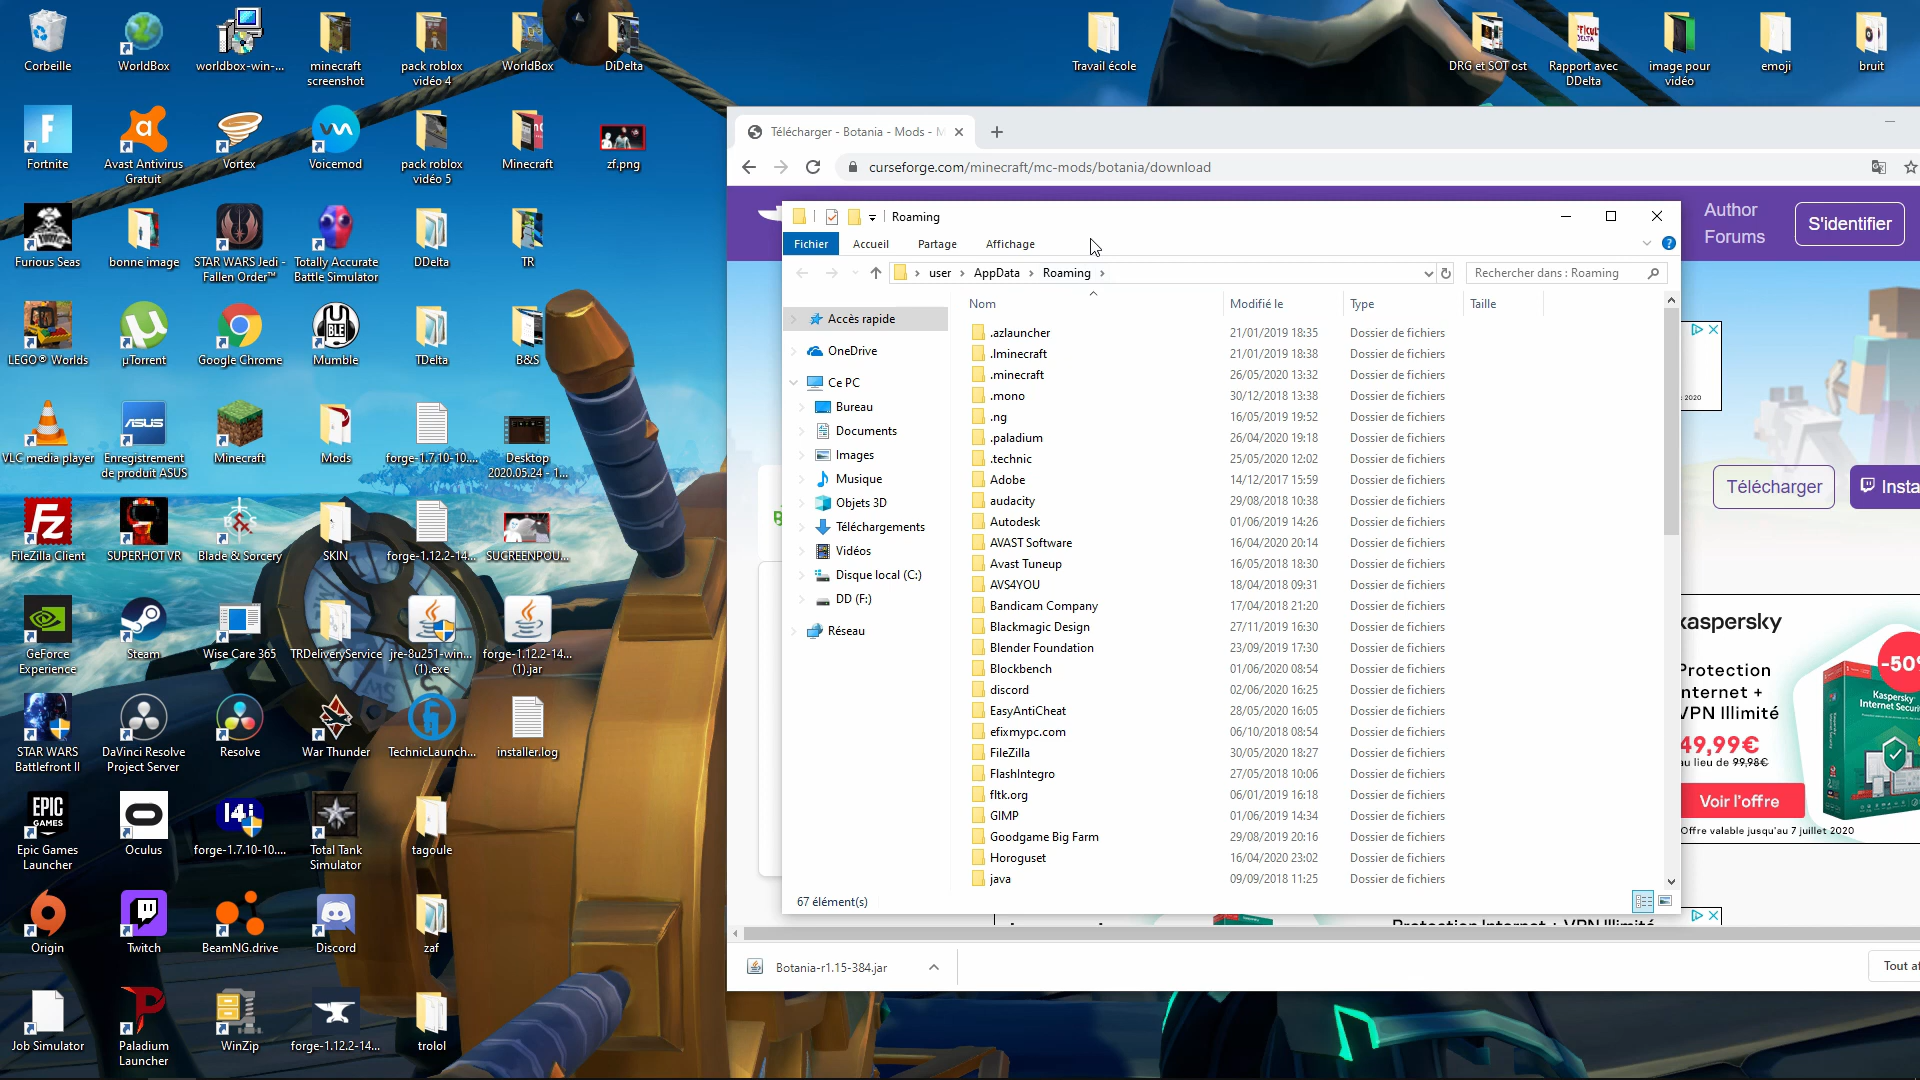 Corbeille
WorldBox
worldbox-win-...
minecraft screenshot
pack roblox vidéo 4
WorldBox
DiDelta
Travail école
DRG et SOT ost
Rapport avec DDelta
image pour vidéo
emoji
bruit
Fortnite
Avast Antivirus Gratuit
Vortex
Voicemod
pack roblox vidéo 5
Minecraft
zf.png
Furious Seas
bonne image
STAR WARS Jedi - Fallen Order™
Totally Accurate Battle Simulator
DDelta
TR
LEGO® Worlds
µTorrent
Google Chrome
Mumble
TDelta
B&S
VLC media player
Enregistrement de produit ASUS
Minecraft
Mods
forge-1.7.10-10....
Desktop 2020.05.24 - 1...
FileZilla Client
SUPERHOT VR
Blade & Sorcery
SKIN
forge-1.12.2-14...
SUCREENPOU...
GeForce Experience
Steam
Wise Care 365
TRDeliveryService
jre-8u251-win... (1).exe
forge-1.12.2-14... (1).jar
STAR WARS Battlefront II
DaVinci Resolve Project Server
Resolve
War Thunder
TechnicLaunch...
installer.log
Epic Games Launcher
Oculus
forge-1.7.10-10....
Total Tank Simulator
tagoule
Origin
Twitch
BeamNG.drive
Discord
zaf
Job Simulator
Paladium Launcher
WinZip
forge-1.12.2-14...
trolol
Télécharger - Botania - Mods - M
curseforge.com/minecraft/mc-mods/botania/download
Author Forums
S'identifier
Roaming
Fichier
Accueil
Partage
Affichage
user > AppData > Roaming >
Rechercher dans : Roaming
Nom
Modifié le
Type
Taille
Accès rapide
OneDrive
Ce PC
Bureau
Documents
Images
Musique
Objets 3D
Téléchargements
Vidéos
Disque local (C:)
DD (F:)
Réseau
.azlauncher 21/01/2019 18:35 Dossier de fichiers
.lminecraft 21/01/2019 18:38 Dossier de fichiers
.minecraft 26/05/2020 13:32 Dossier de fichiers
.mono 30/12/2018 13:38 Dossier de fichiers
.ng 16/05/2019 19:52 Dossier de fichiers
.paladium 26/04/2020 19:18 Dossier de fichiers
.technic 25/05/2020 12:02 Dossier de fichiers
Adobe 14/12/2017 15:59 Dossier de fichiers
audacity 29/08/2018 10:38 Dossier de fichiers
Autodesk 01/06/2019 14:26 Dossier de fichiers
AVAST Software 16/04/2020 20:14 Dossier de fichiers
Avast Tuneup 16/05/2018 18:30 Dossier de fichiers
AVS4YOU 18/04/2018 09:31 Dossier de fichiers
Bandicam Company 17/04/2018 21:20 Dossier de fichiers
Blackmagic Design 27/11/2019 16:30 Dossier de fichiers
Blender Foundation 23/09/2019 17:30 Dossier de fichiers
Blockbench 01/06/2020 08:54 Dossier de fichiers
discord 02/06/2020 16:25 Dossier de fichiers
EasyAntiCheat 28/05/2020 16:05 Dossier de fichiers
efixmypc.com 06/10/2018 08:54 Dossier de fichiers
FileZilla 30/05/2020 18:27 Dossier de fichiers
FlashIntegro 27/05/2018 10:06 Dossier de fichiers
fltk.org 06/01/2019 16:18 Dossier de fichiers
GIMP 01/06/2019 14:34 Dossier de fichiers
Goodgame Big Farm 29/08/2019 20:16 Dossier de fichiers
Horoguset 16/04/2020 23:02 Dossier de fichiers
java 09/09/2018 11:25 Dossier de fichiers
67 élément(s)
2020
Télécharger
Insta
kaspersky
Protection
Internet +
VPN Illimité
49,99€
au lieu de 99,98€
-50%
Kaspersky Internet Security
Voir l'offre
Offre valable jusqu'au 7 juillet 2020
Protection Internet + VPN Illimité
Botania-r1.15-384.jar
Tout af